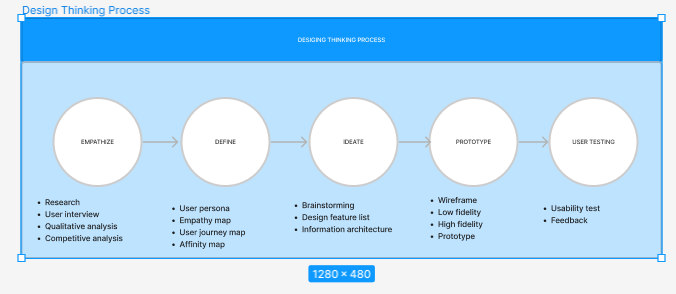 Design Thinking Process
DESIGING THINKING PROCESS
EMPATHIZE
DEFINE
IDEATE
PROTOTYPE
USER TESTING
• Research
• User interview
• Qualitative analysis
• Competitive analysis
• User persona
• Empathy map
• User journey map
• Affinity map
• Brainstorming
• Design feature list
• Information architecture
• Wireframe
• Low fidelity
• High fidelity
• Prototype
• Usability test
• Feedback
1280 × 480